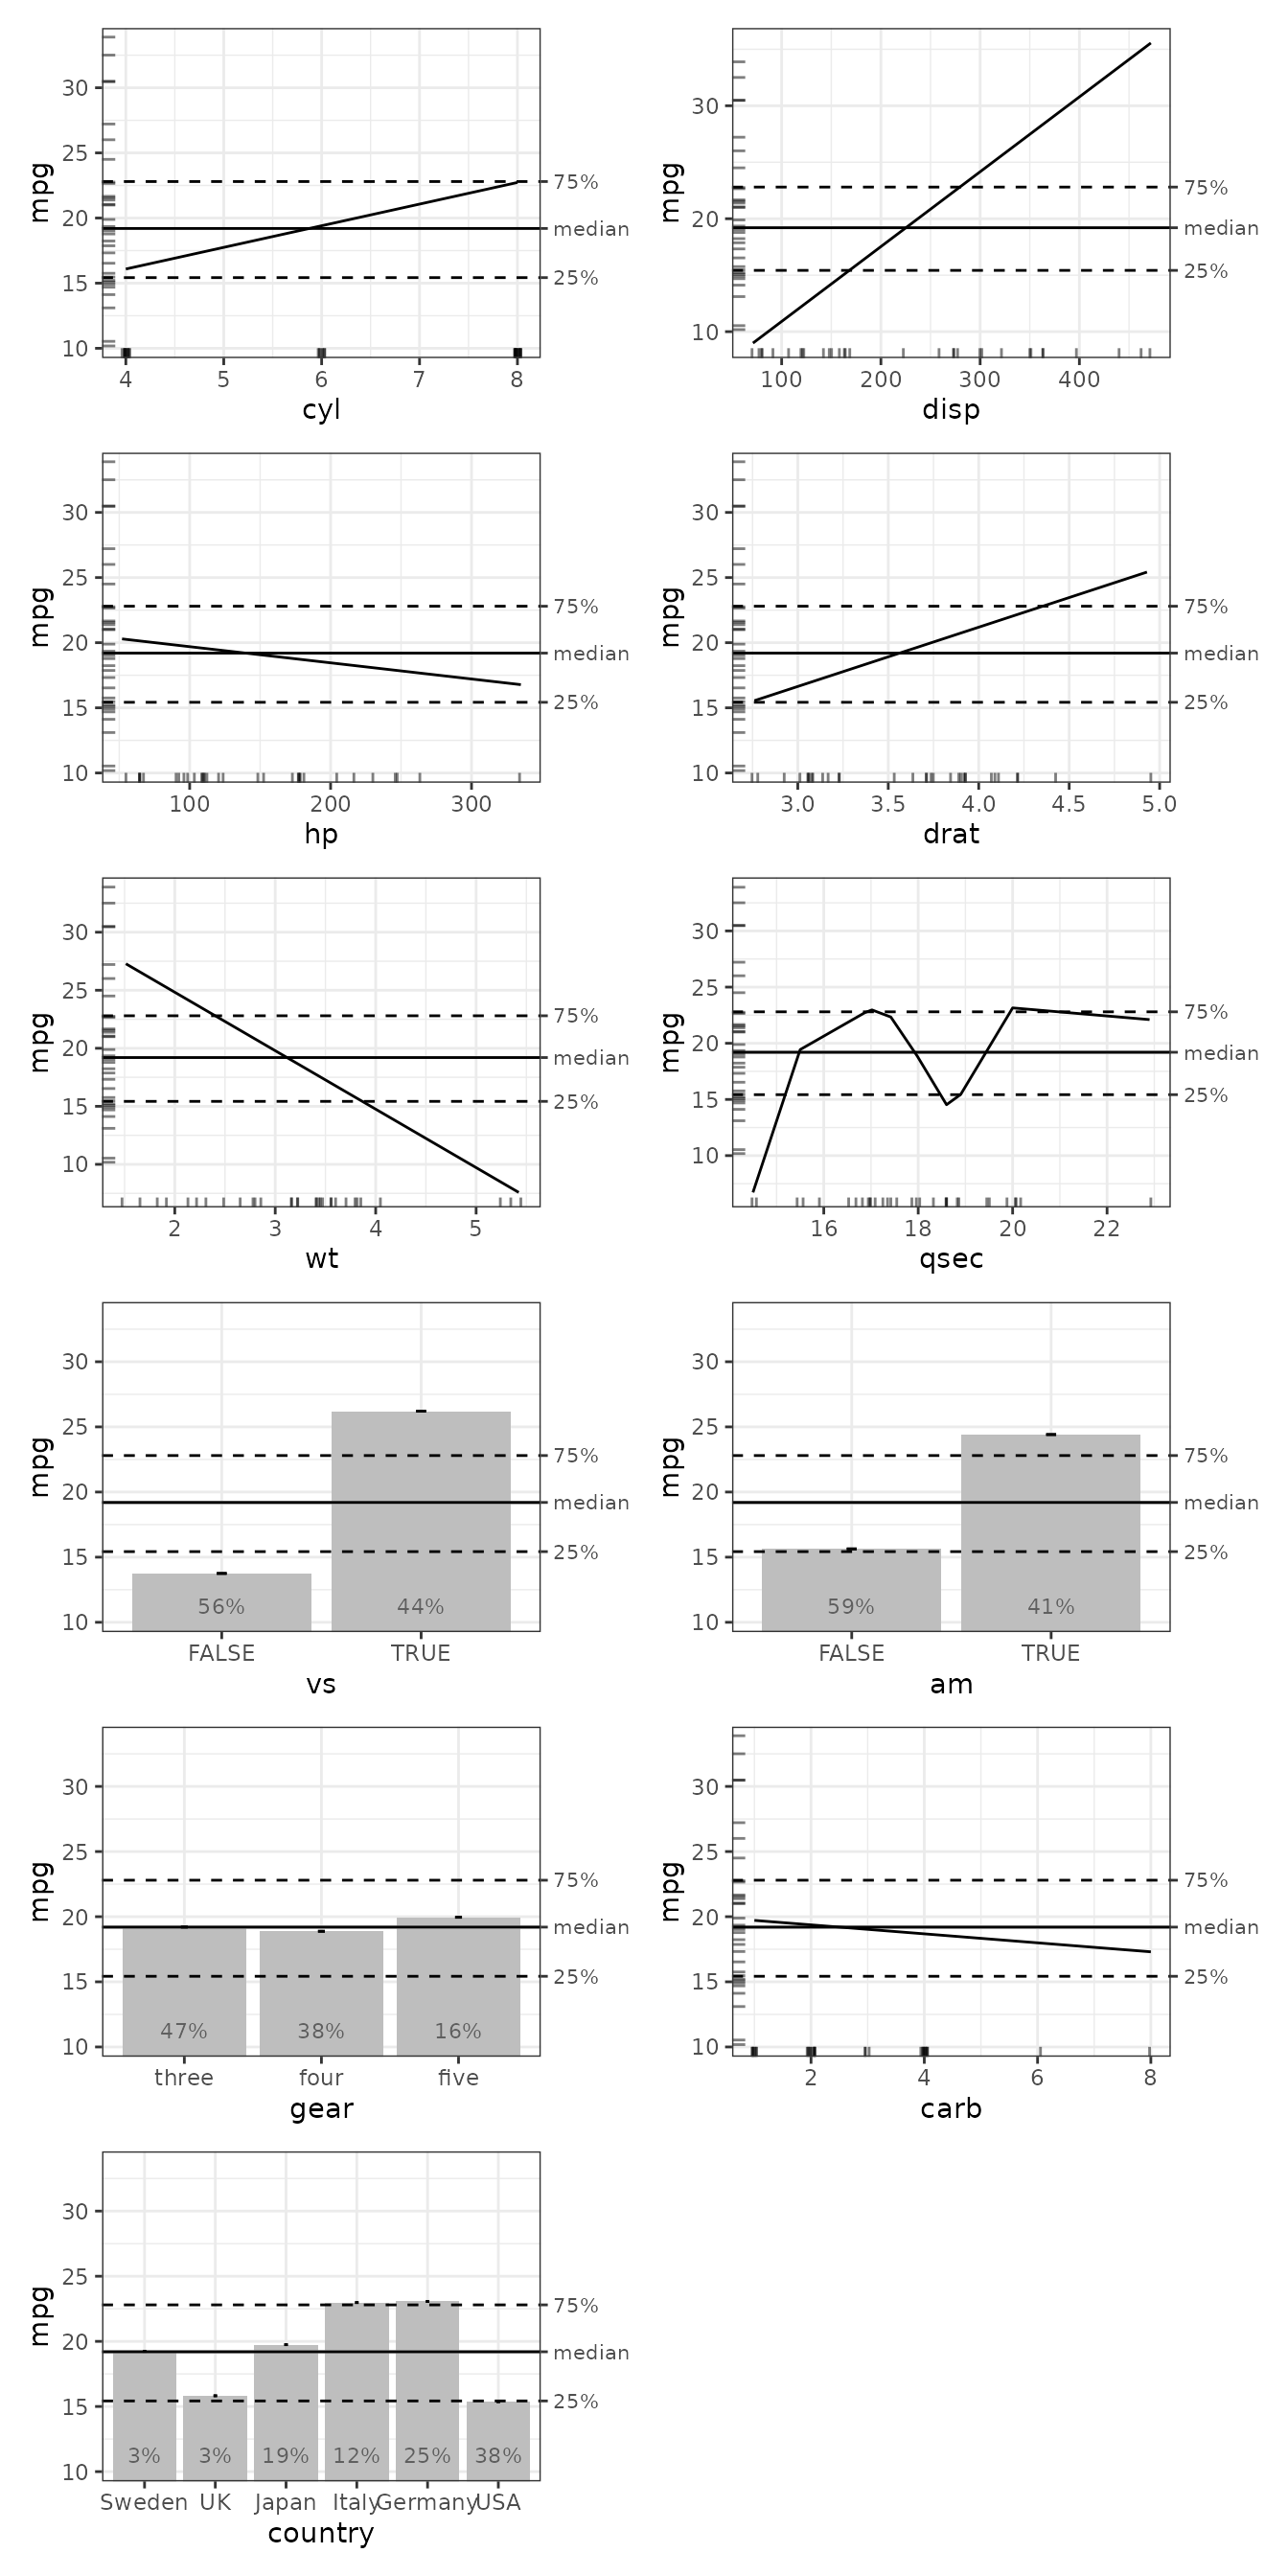 mpg
30
25
20
15
10
75%
median
25%
4 5 6 7 8
cyl
mpg
30
20
10
75%
median
25%
100 200 300 400
disp
mpg
30
25
20
15
10
75%
median
25%
100 200 300
hp
mpg
30
25
20
15
10
75%
median
25%
3.0 3.5 4.0 4.5 5.0
drat
mpg
30
25
20
15
10
75%
median
25%
2 3 4 5
wt
mpg
30
25
20
15
10
75%
median
25%
16 18 20 22
qsec
mpg
30
25
20
15
10
75%
median
25%
56% 44%
FALSE TRUE
vs
mpg
30
25
20
15
10
75%
median
25%
59% 41%
FALSE TRUE
am
mpg
30
25
20
15
10
75%
median
25%
47% 38% 16%
three four five
gear
mpg
30
25
20
15
10
75%
median
25%
2 4 6 8
carb
mpg
30
25
20
15
10
75%
median
25%
3% 3% 19% 12% 25% 38%
Sweden UK Japan Italy Germany USA
country